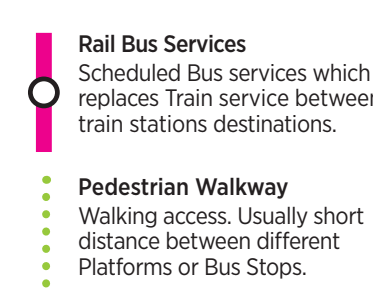 Rail Bus Services
Scheduled Bus services which
replaces Train service between
train stations destinations.
Pedestrian Walkway
Walking access. Usually short
distance between different
Platforms or Bus Stops.